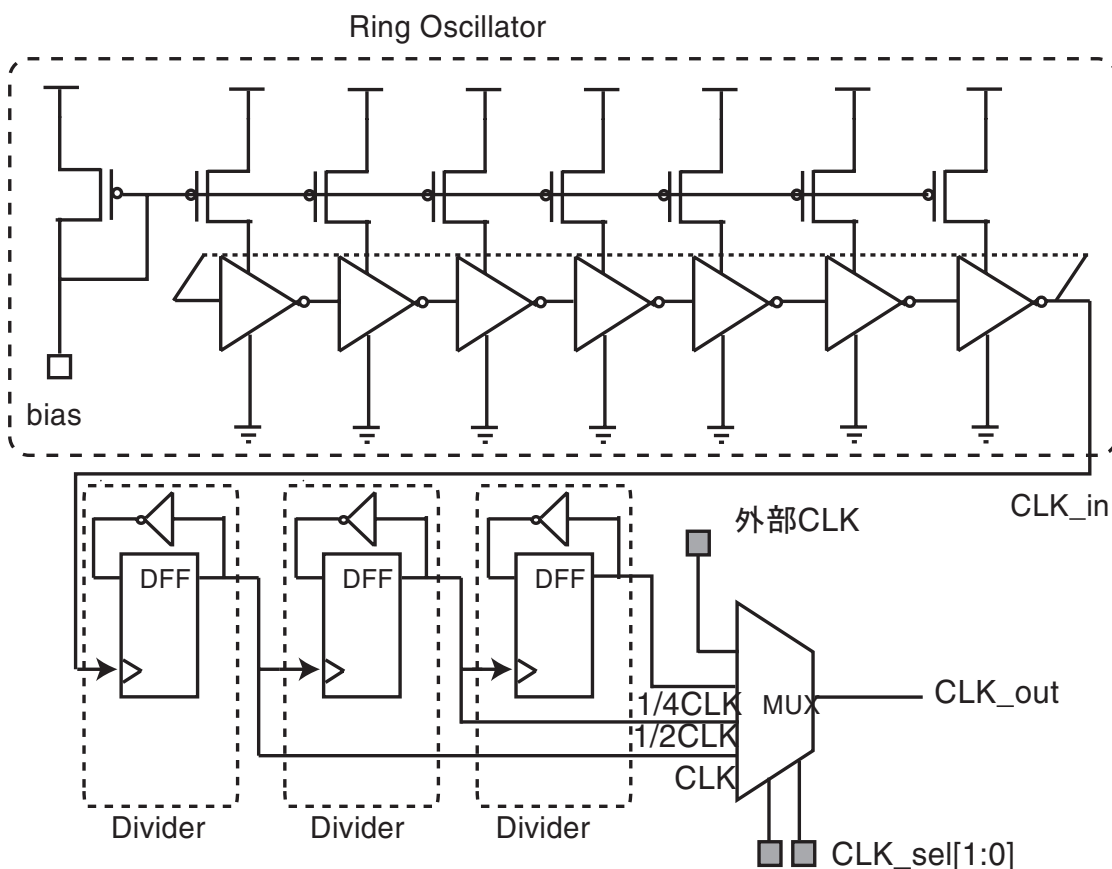 Ring Oscillator
bias
CLK_in
外部CLK
DFF
DFF
DFF
1/4CLK
MUX
CLK_out
1/2CLK
CLK
Divider
Divider
Divider
CLK_sel[1:0]